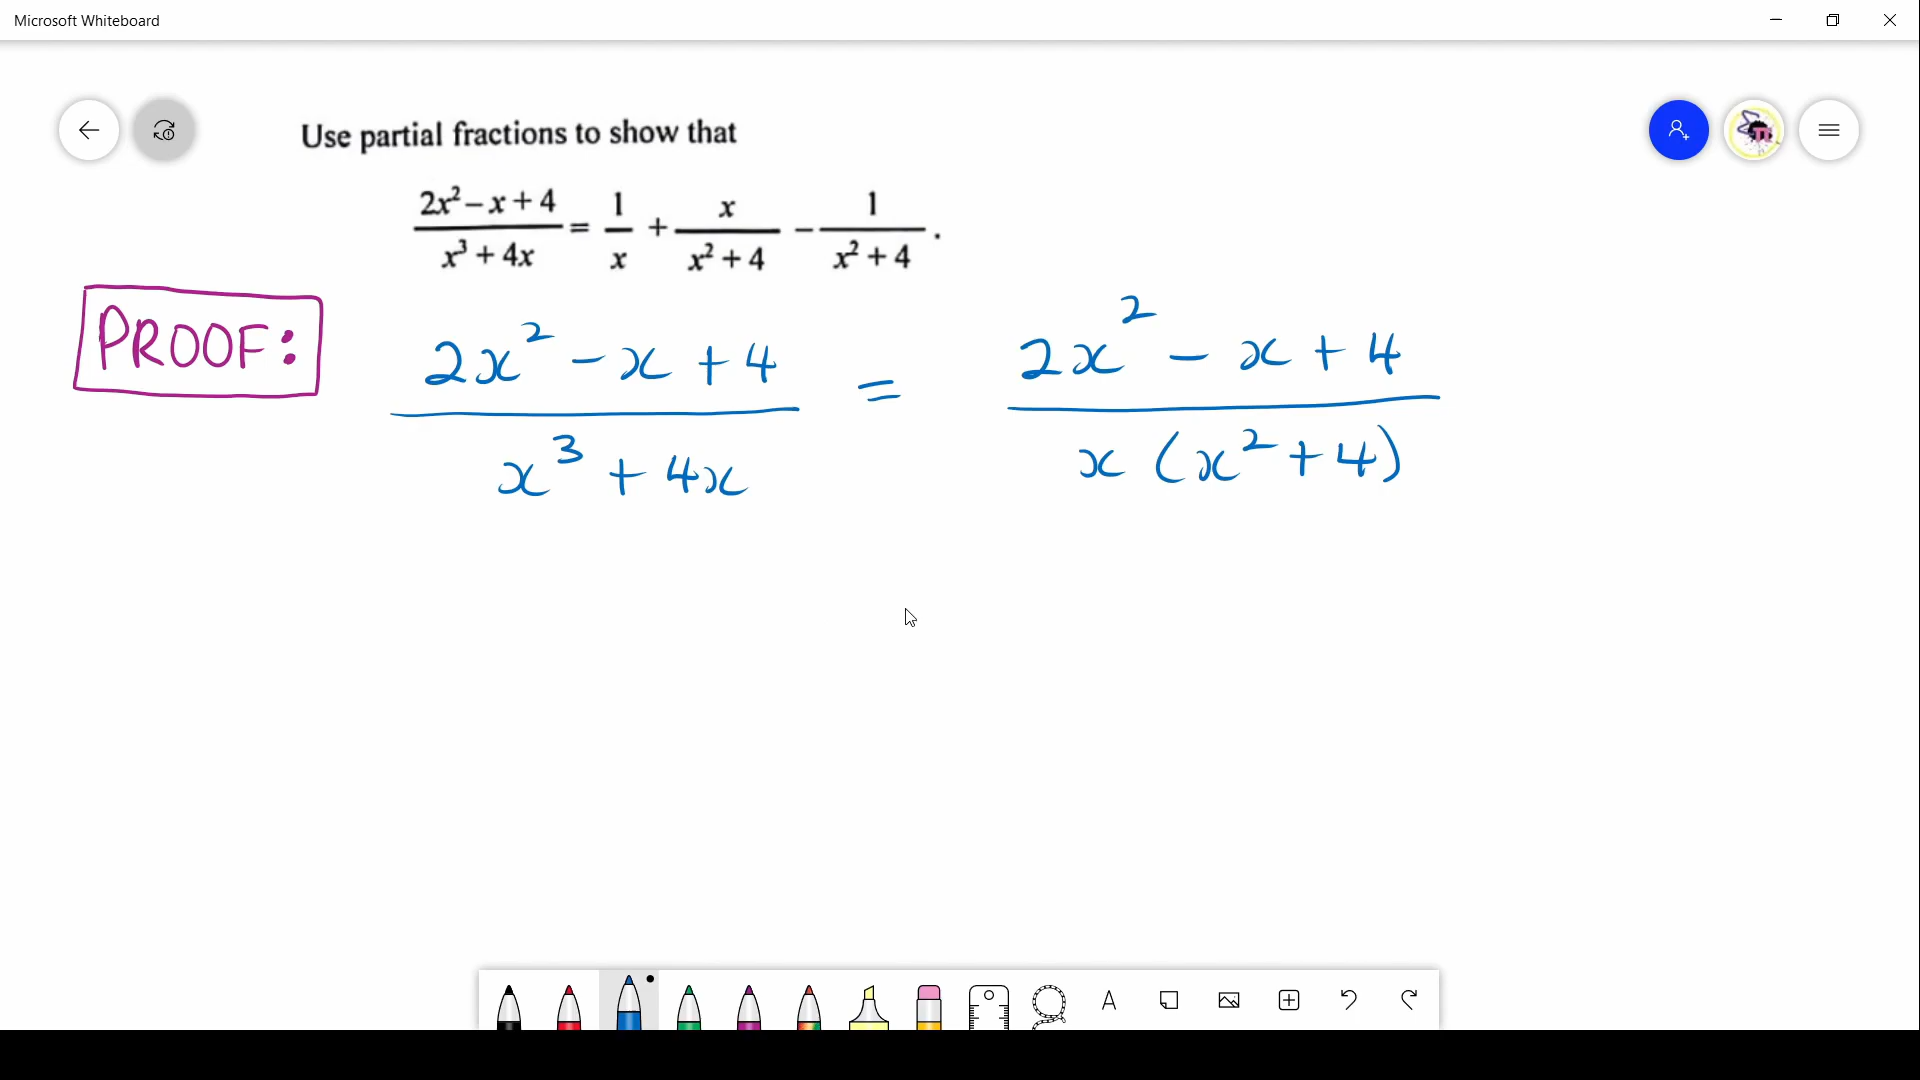 Microsoft Whiteboard
Use partial fractions to show that
(2x² – x + 4)/(x³ + 4x) = 1/x + x/(x² + 4) – 1/(x² + 4).
PROOF:
(2x² – x + 4)/(x³ + 4x) = (2x² – x + 4)/(x(x² + 4))
A